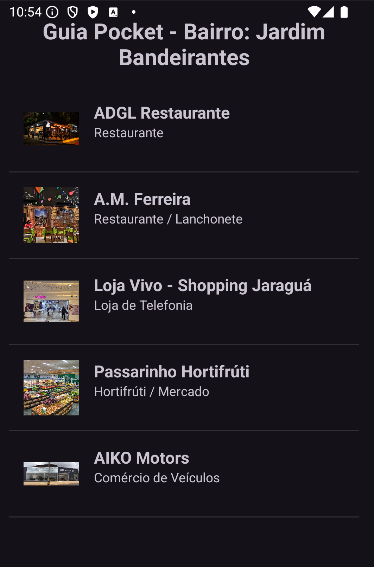 10:54
Guia Pocket - Bairro: Jardim
Bandeirantes
ADGL Restaurante
Restaurante
A.M. Ferreira
Restaurante / Lanchonete
Loja Vivo - Shopping Jaraguá
Loja de Telefonia
Passarinho Hortifrúti
Hortifrúti / Mercado
AIKO Motors
Comércio de Veículos